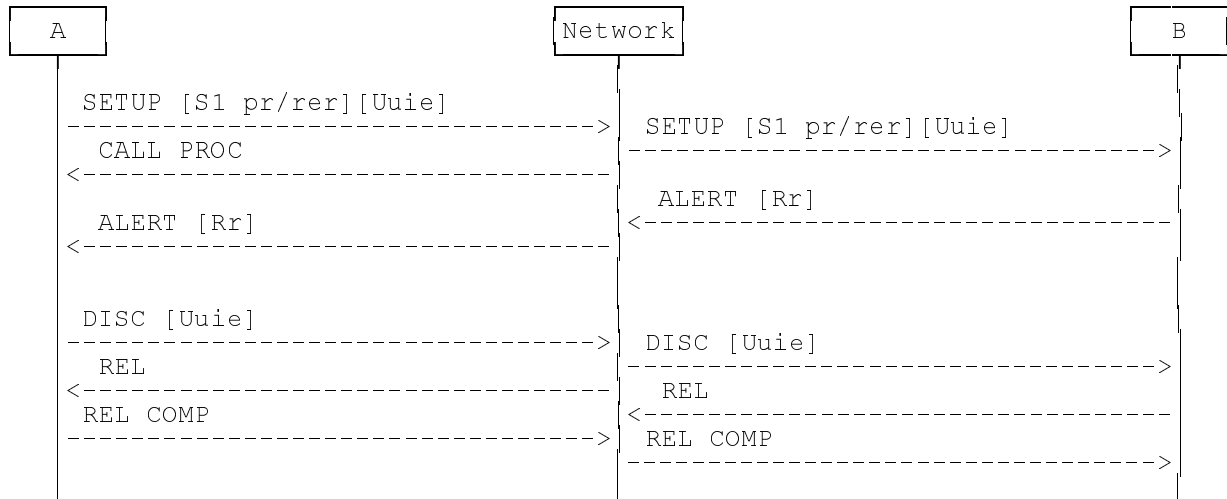 A Network B
SETUP [S1 pr/rer][Uuie]
SETUP [S1 pr/rer][Uuie]
CALL PROC
ALERT [Rr]
ALERT [Rr]
DISC [Uuie]
DISC [Uuie]
REL
REL
REL COMP
REL COMP